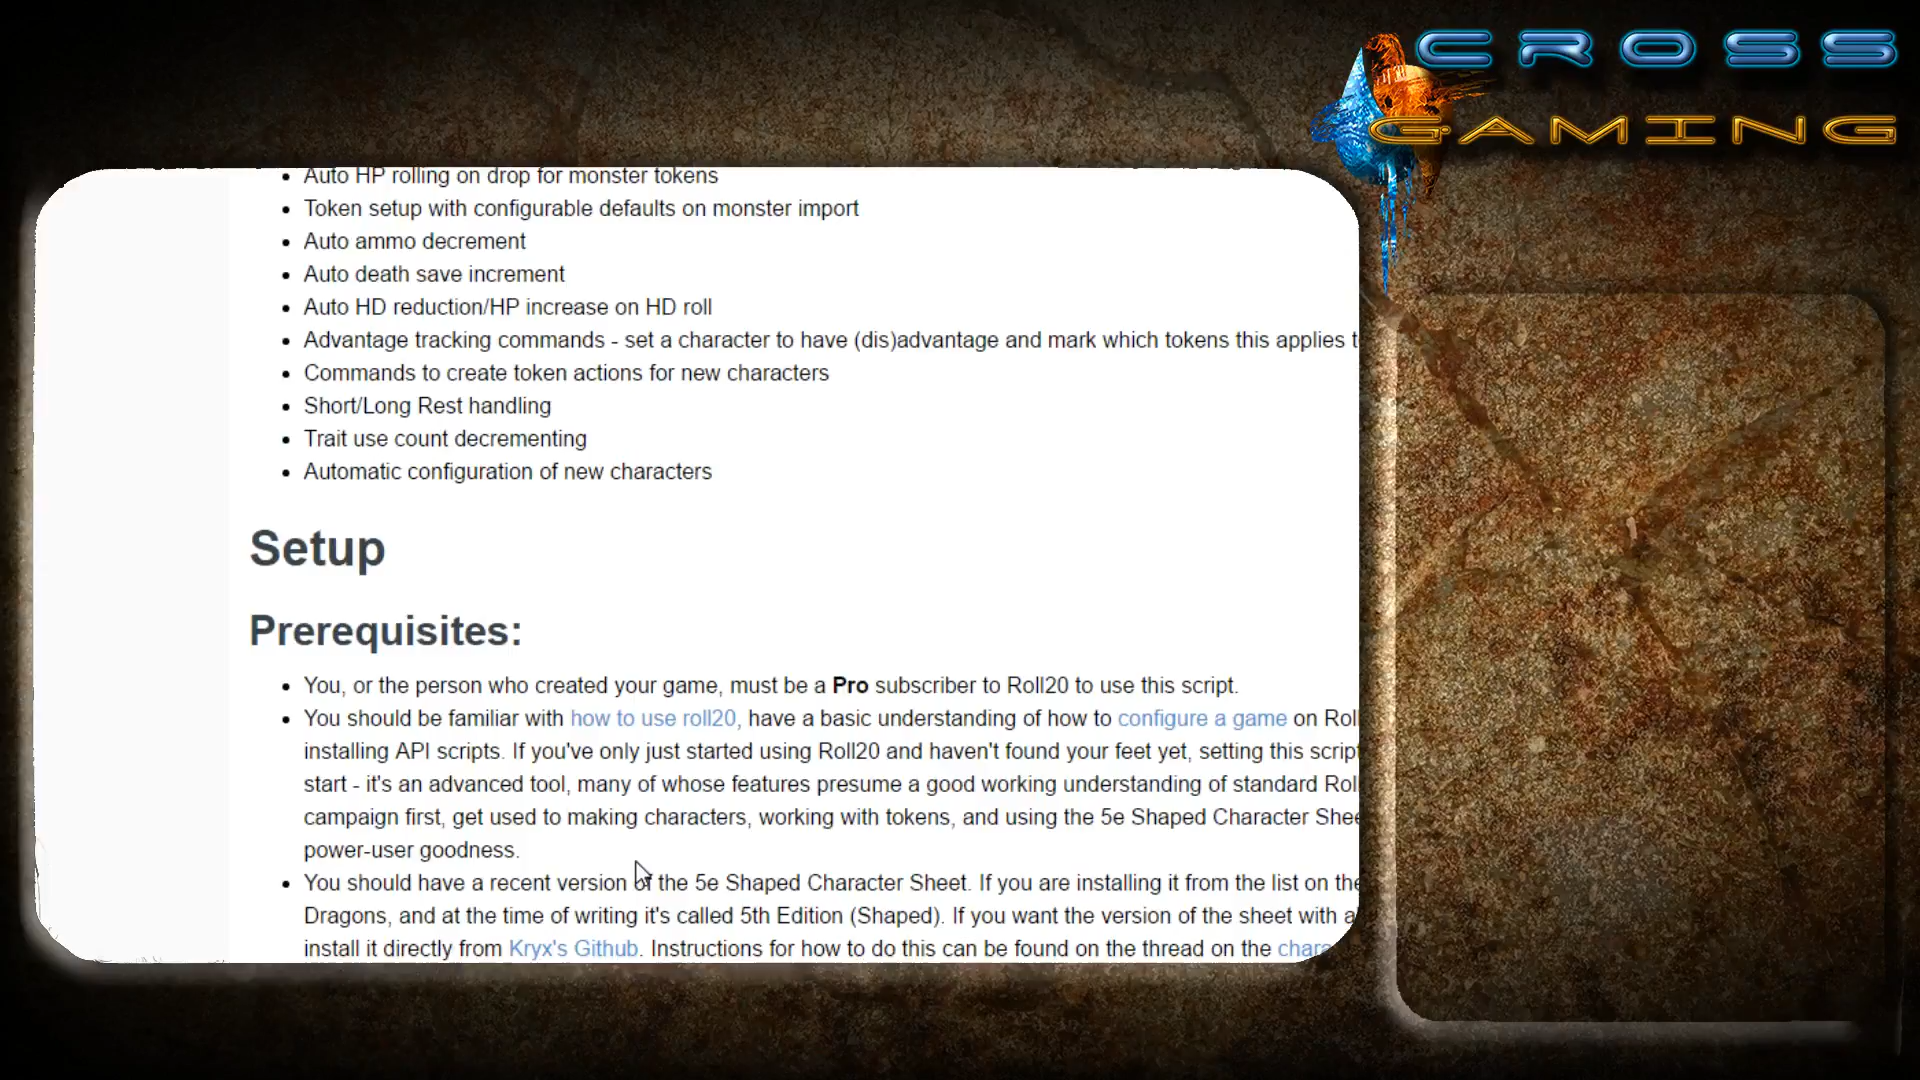 CROSS
GAMING
Auto HP rolling on drop for monster tokens
Token setup with configurable defaults on monster import
Auto ammo decrement
Auto death save increment
Auto HD reduction/HP increase on HD roll
Advantage tracking commands - set a character to have (dis)advantage and mark which tokens this applies t
Commands to create token actions for new characters
Short/Long Rest handling
Trait use count decrementing
Automatic configuration of new characters
Setup
Prerequisites:
You, or the person who created your game, must be a Pro subscriber to Roll20 to use this script.
You should be familiar with how to use roll20, have a basic understanding of how to configure a game on Rol
installing API scripts. If you've only just started using Roll20 and haven't found your feet yet, setting this script
start - it's an advanced tool, many of whose features presume a good working understanding of standard Rol
campaign first, get used to making characters, working with tokens, and using the 5e Shaped Character Shee
power-user goodness.
You should have a recent version of the 5e Shaped Character Sheet. If you are installing it from the list on the
Dragons, and at the time of writing it's called 5th Edition (Shaped). If you want the version of the sheet with a
install it directly from Kryx's Github. Instructions for how to do this can be found on the thread on the chara